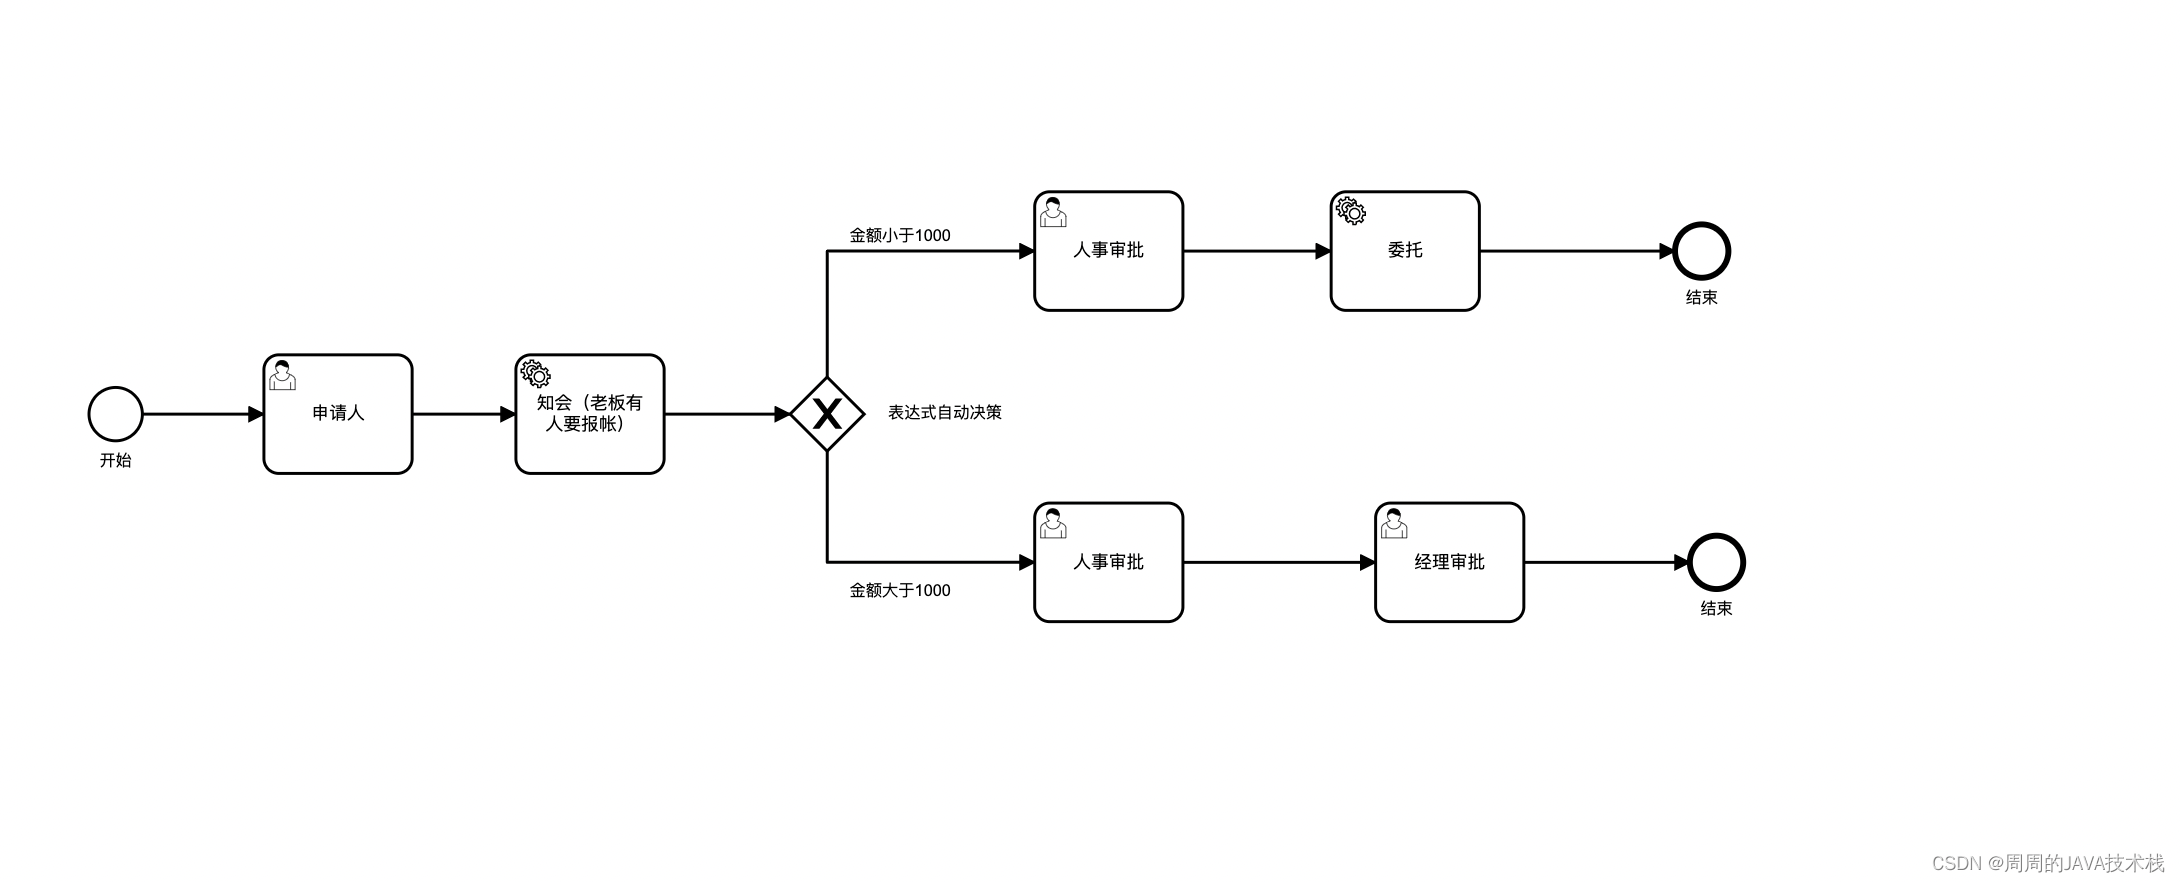 金额小于1000
人事审批
委托
结束
开始
申请人
知会（老板有
人要报帐）
X
表达式自动决策
金额大于1000
人事审批
经理审批
结束
CSDN @周周的JAVA技术栈